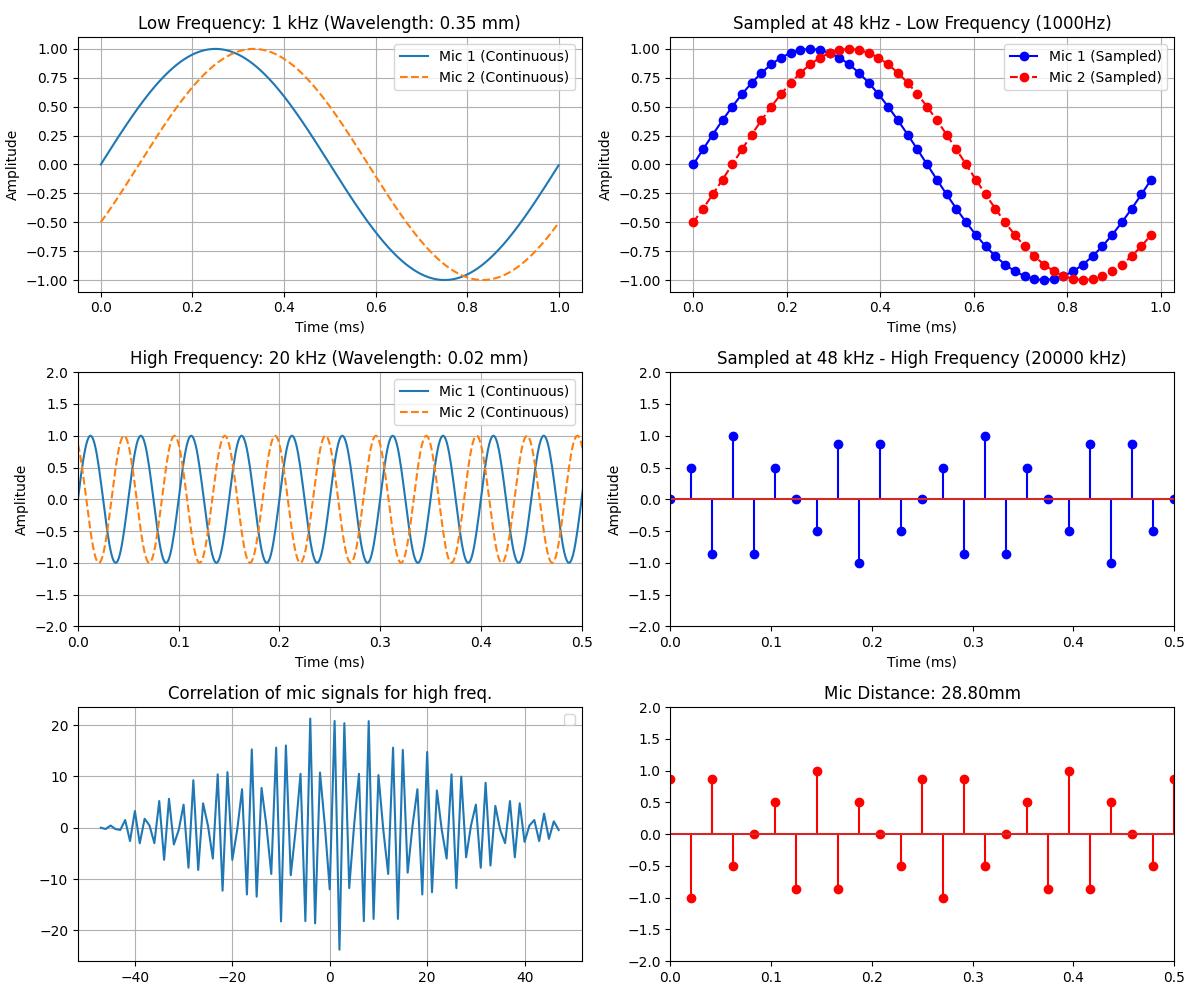 Low Frequency: 1 kHz (Wavelength: 0.35 mm)
Amplitude
1.00
0.75
0.50
0.25
0.00
−0.25
−0.50
−0.75
−1.00
Mic 1 (Continuous)
Mic 2 (Continuous)
0.0 0.2 0.4 0.6 0.8 1.0
Time (ms)
Sampled at 48 kHz - Low Frequency (1000Hz)
Amplitude
1.00
0.75
0.50
0.25
0.00
−0.25
−0.50
−0.75
−1.00
Mic 1 (Sampled)
Mic 2 (Sampled)
0.0 0.2 0.4 0.6 0.8 1.0
Time (ms)
High Frequency: 20 kHz (Wavelength: 0.02 mm)
Amplitude
2.0
1.5
1.0
0.5
0.0
−0.5
−1.0
−1.5
−2.0
Mic 1 (Continuous)
Mic 2 (Continuous)
0.0 0.1 0.2 0.3 0.4 0.5
Time (ms)
Sampled at 48 kHz - High Frequency (20000 kHz)
Amplitude
2.0
1.5
1.0
0.5
0.0
−0.5
−1.0
−1.5
−2.0
0.0 0.1 0.2 0.3 0.4 0.5
Time (ms)
Correlation of mic signals for high freq.
20
10
0
−10
−20
−40 −20 0 20 40
Mic Distance: 28.80mm
2.0
1.5
1.0
0.5
0.0
−0.5
−1.0
−1.5
−2.0
0.0 0.1 0.2 0.3 0.4 0.5